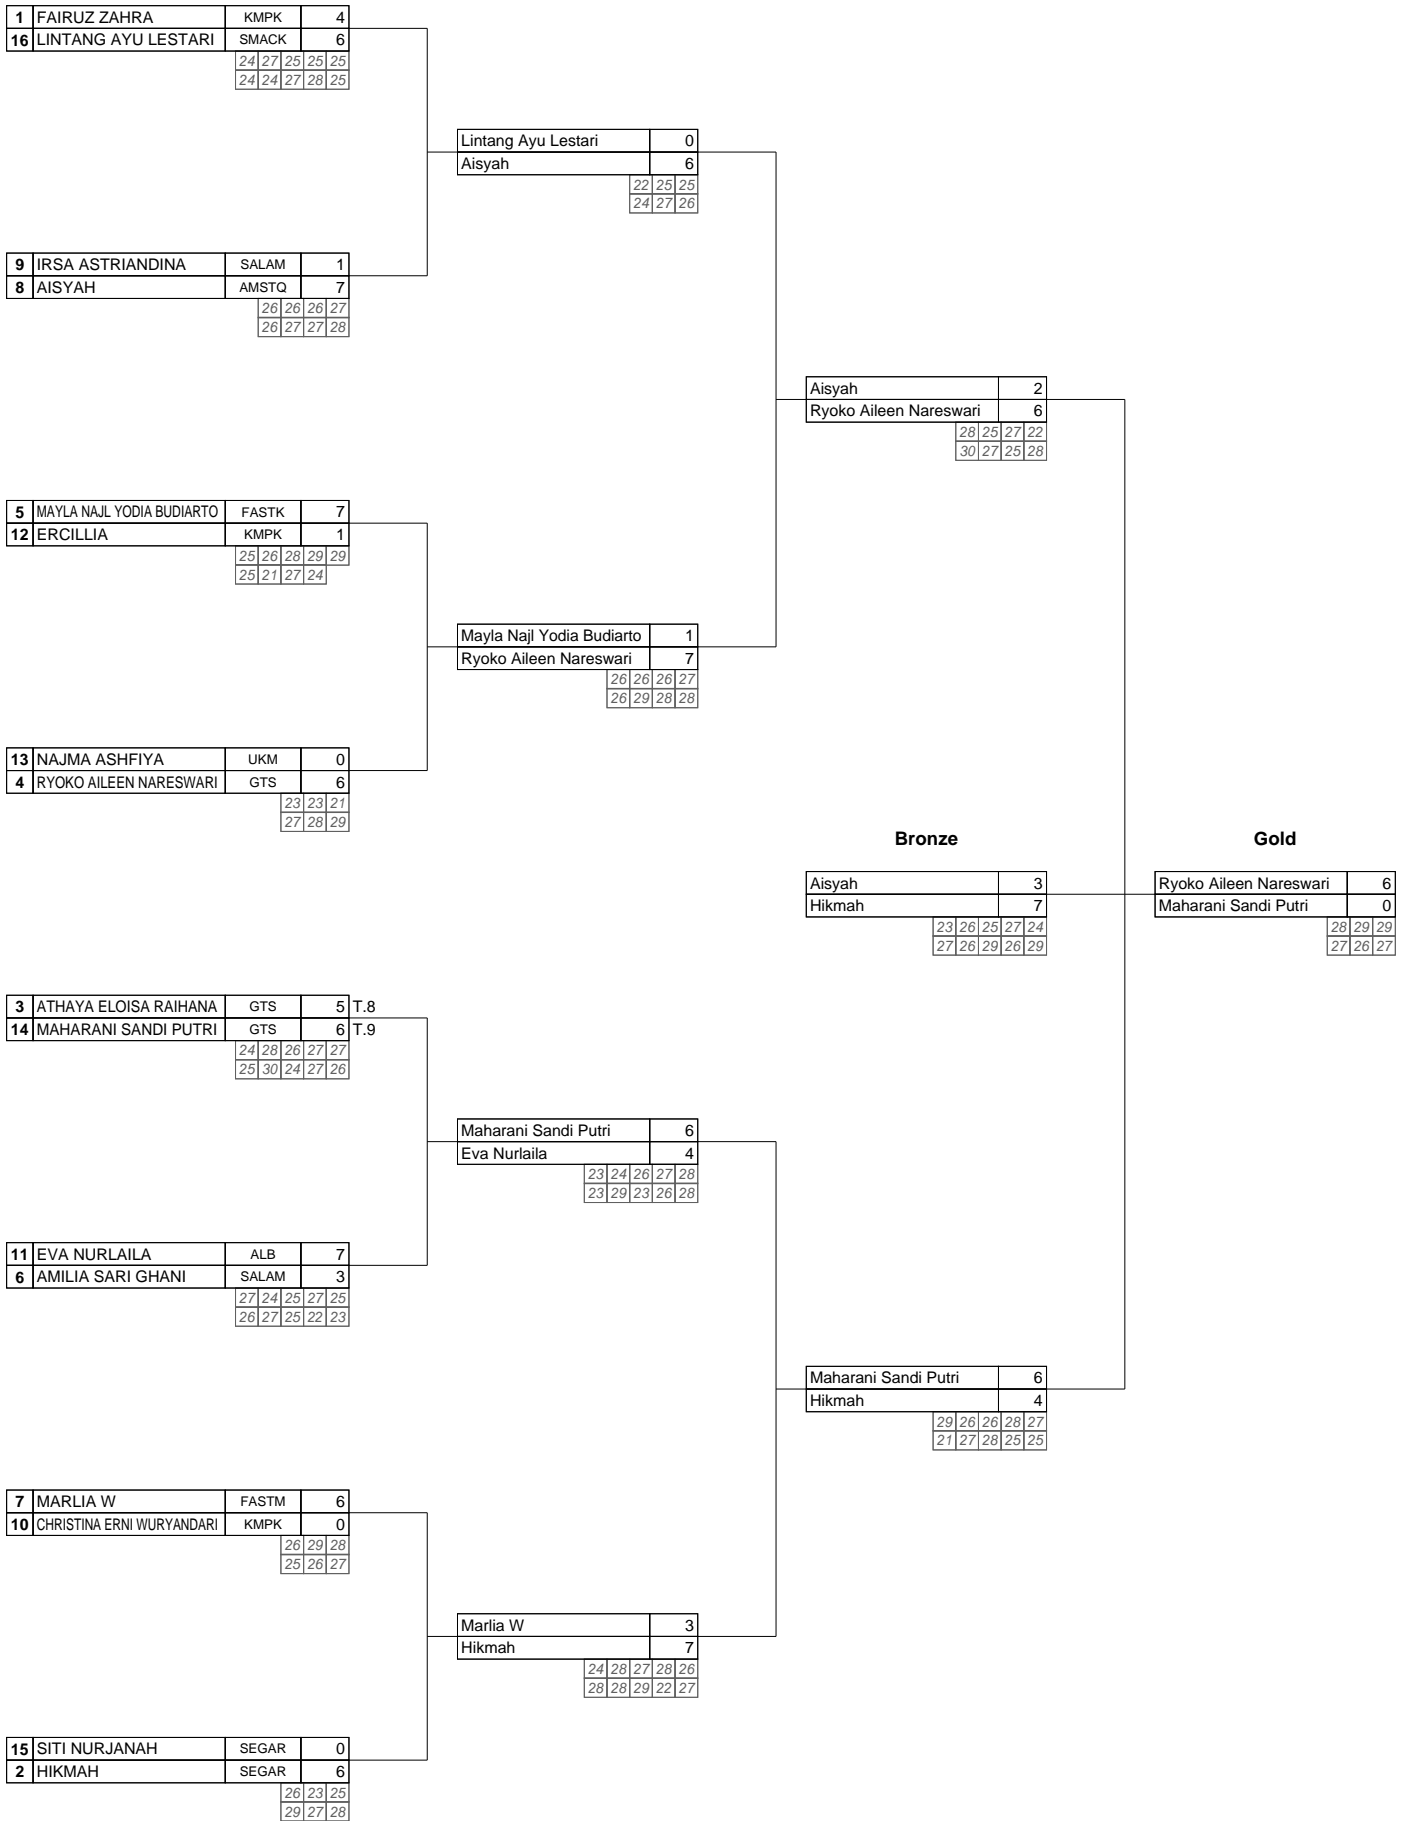 1 FAIRUZ ZAHRA KMPK 4
16 LINTANG AYU LESTARI SMACK 6
24 27 25 25 25
24 24 27 28 25
Lintang Ayu Lestari 0
Aisyah 6
22 25 25
24 27 26
9 IRSA ASTRIANDINA SALAM 1
8 AISYAH AMSTQ 7
26 26 26 27
26 27 27 28
Aisyah 2
Ryoko Aileen Nareswari 6
28 25 27 22
30 27 25 28
5 MAYLA NAJL YODIA BUDIARTO FASTK 7
12 ERCILLIA KMPK 1
25 26 28 29 29
25 21 27 24
Mayla Najl Yodia Budiarto 1
Ryoko Aileen Nareswari 7
26 26 26 27
26 29 28 28
13 NAJMA ASHFIYA UKM 0
4 RYOKO AILEEN NARESWARI GTS 6
23 23 21
27 28 29
Bronze Gold
Aisyah 3 Ryoko Aileen Nareswari 6
Hikmah 7 Maharani Sandi Putri 0
23 26 25 27 24 28 29 29
27 26 29 26 29 27 26 27
3 ATHAYA ELOISA RAIHANA GTS 5 T.8
14 MAHARANI SANDI PUTRI GTS 6 T.9
24 28 26 27 27
25 30 24 27 26
Maharani Sandi Putri 6
Eva Nurlaila 4
23 24 26 27 28
23 29 23 26 28
11 EVA NURLAILA ALB 7
6 AMILIA SARI GHANI SALAM 3
27 24 25 27 25
26 27 25 22 23
Maharani Sandi Putri 6
Hikmah 4
29 26 26 28 27
21 27 28 25 25
7 MARLIA W FASTM 6
10 CHRISTINA ERNI WURYANDARI KMPK 0
26 29 28
25 26 27
Marlia W 3
Hikmah 7
24 28 27 28 26
28 28 29 22 27
15 SITI NURJANAH SEGAR 0
2 HIKMAH SEGAR 6
26 23 25
29 27 28